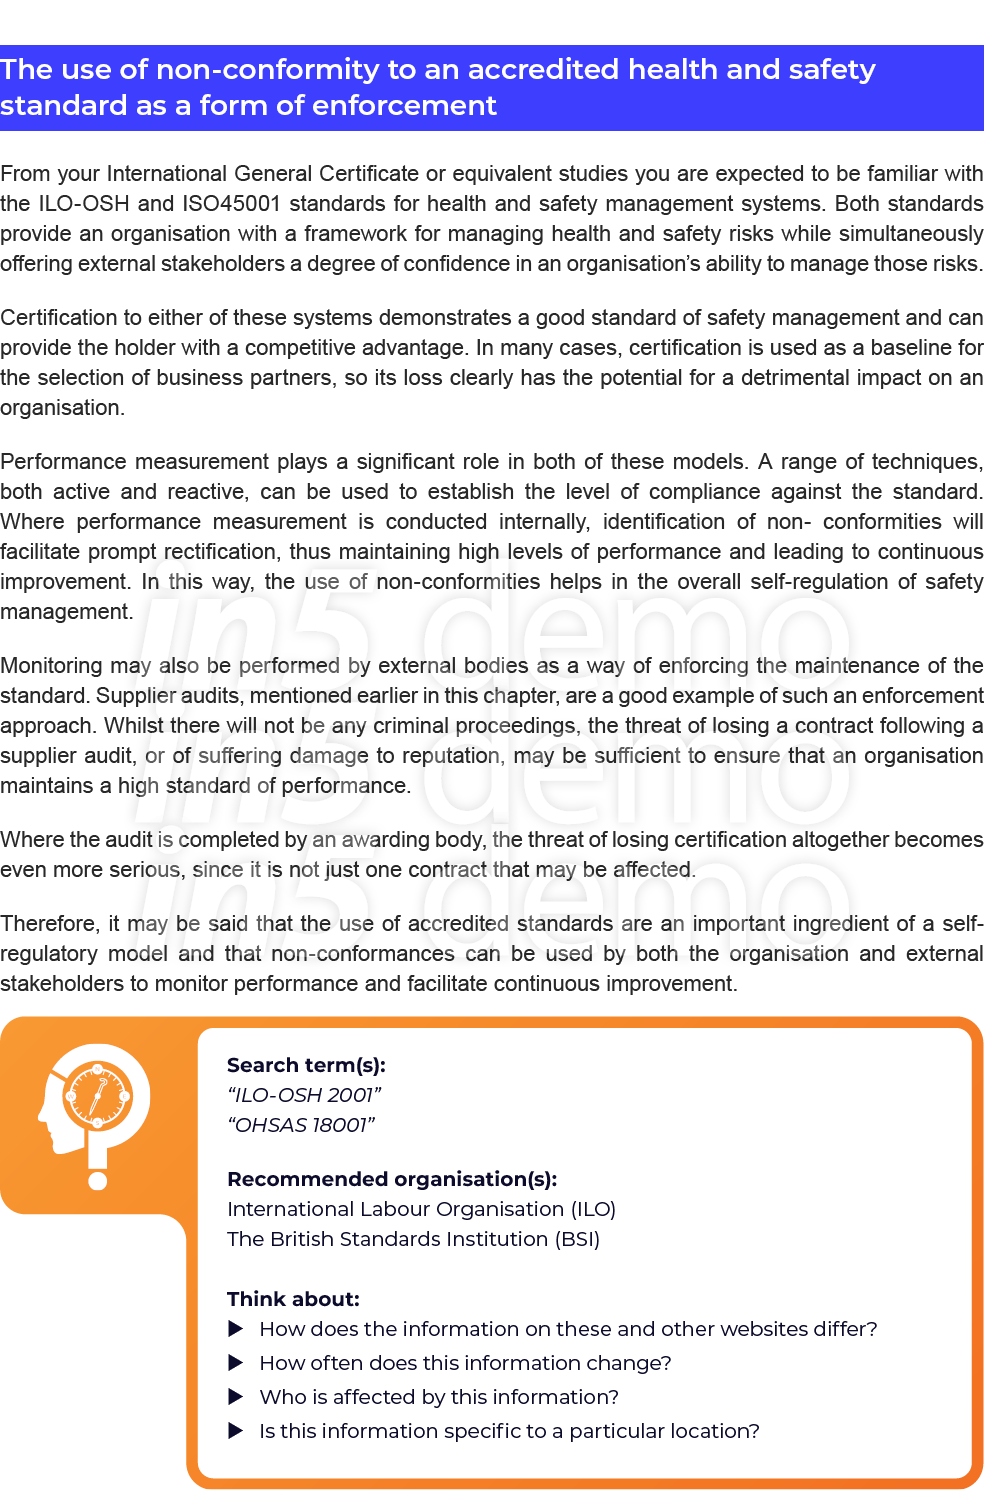 The use of non-conformity to an accredited health and safety
standard as a form of enforcement
From your International General Certificate or equivalent studies you are expected to be familiar with
the ILO-OSH and ISO45001 standards for health and safety management systems. Both standards
provide an organisation with a framework for managing health and safety risks while simultaneously
offering external stakeholders a degree of confidence in an organisation’s ability to manage those risks.
Certification to either of these systems demonstrates a good standard of safety management and can
provide the holder with a competitive advantage. In many cases, certification is used as a baseline for
the selection of business partners, so its loss clearly has the potential for a detrimental impact on an
organisation.
Performance measurement plays a significant role in both of these models. A range of techniques,
both active and reactive, can be used to establish the level of compliance against the standard.
Where performance measurement is conducted internally, identification of non- conformities will
facilitate prompt rectification, thus maintaining high levels of performance and leading to continuous
improvement. In this way, the use of non-conformities helps in the overall self-regulation of safety
management.
Monitoring may also be performed by external bodies as a way of enforcing the maintenance of the
standard. Supplier audits, mentioned earlier in this chapter, are a good example of such an enforcement
approach. Whilst there will not be any criminal proceedings, the threat of losing a contract following a
supplier audit, or of suffering damage to reputation, may be sufficient to ensure that an organisation
maintains a high standard of performance.
Where the audit is completed by an awarding body, the threat of losing certification altogether becomes
even more serious, since it is not just one contract that may be affected.
Therefore, it may be said that the use of accredited standards are an important ingredient of a self-
regulatory model and that non-conformances can be used by both the organisation and external
stakeholders to monitor performance and facilitate continuous improvement.
in5 demo
in5 demo
in5 demo
Search term(s):
“ILO-OSH 2001”
“OHSAS 18001”
Recommended organisation(s):
International Labour Organisation (ILO)
The British Standards Institution (BSI)
Think about:
▶ How does the information on these and other websites differ?
▶ How often does this information change?
▶ Who is affected by this information?
▶ Is this information specific to a particular location?